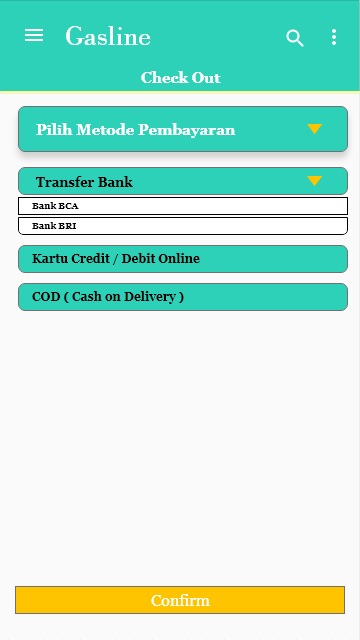 Gasline
Check Out
Pilih Metode Pembayaran
Transfer Bank
Bank BCA
Bank BRI
Kartu Credit / Debit Online
COD ( Cash on Delivery )
Confirm